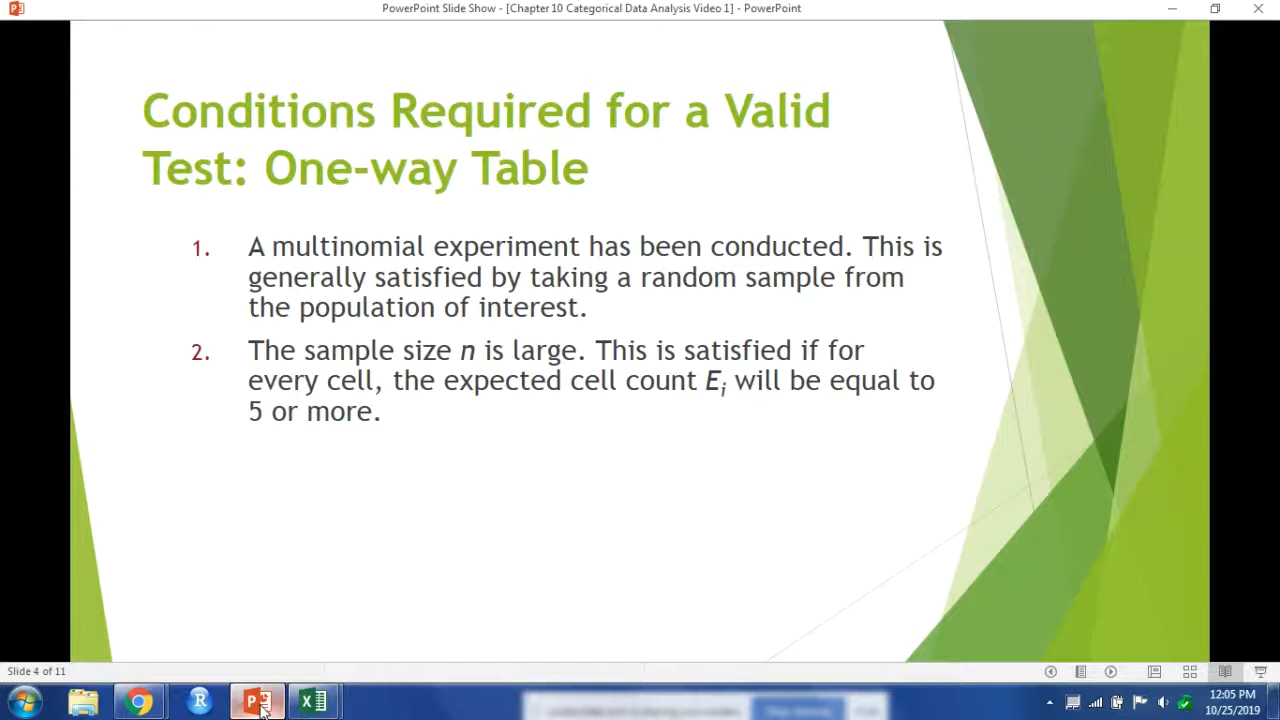 PowerPoint Slide Show - [Chapter 10 Categorical Data Analysis Video 1] - PowerPoint
Conditions Required for a Valid
Test: One-way Table
1. A multinomial experiment has been conducted. This is
generally satisfied by taking a random sample from
the population of interest.
2. The sample size n is large. This is satisfied if for
every cell, the expected cell count Ei will be equal to
5 or more.
Slide 4 of 11
12:05 PM
10/25/2019